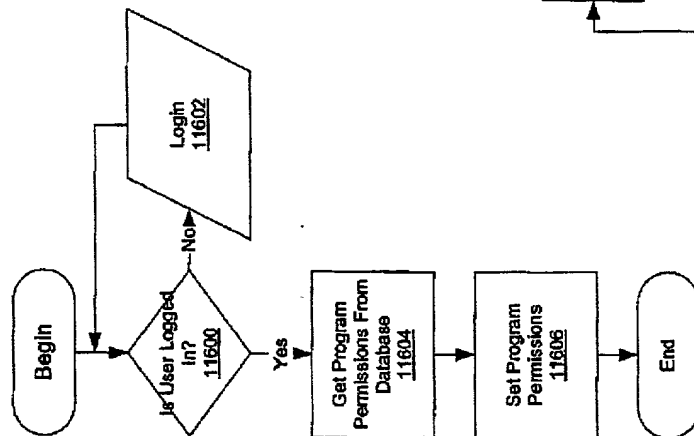 Begin
Is User Logged
In?
11600
No
Login
11602
Yes
Get Program
Permissions From
Database
11604
Set Program
Permissions
11606
End